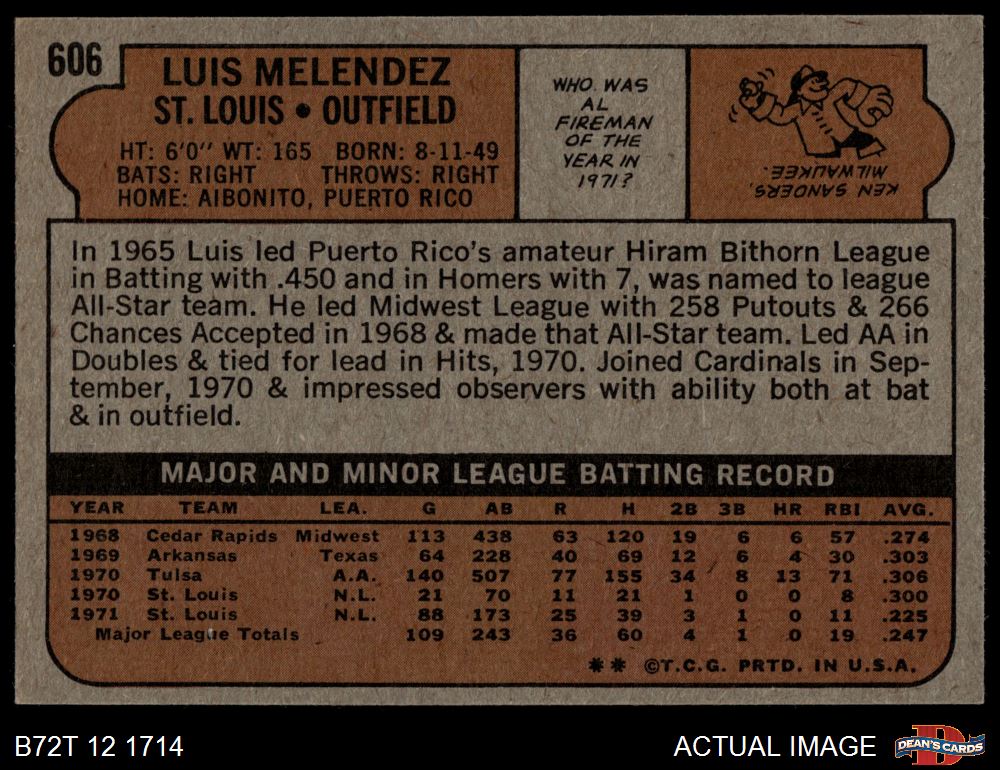 606
LUIS MELENDEZ
ST. LOUIS • OUTFIELD
HT: 6'0" WT: 165 BORN: 8-11-49
BATS: RIGHT THROWS: RIGHT
HOME: AIBONITO, PUERTO RICO
WHO WAS
AL
FIREMAN
OF THE
YEAR IN
1971?
KEN SANDERS,
MILWAUKEE.
In 1965 Luis led Puerto Rico's amateur Hiram Bithorn League
in Batting with .450 and in Homers with 7, was named to league
All-Star team. He led Midwest League with 258 Putouts & 266
Chances Accepted in 1968 & made that All-Star team. Led AA in
Doubles & tied for lead in Hits, 1970. Joined Cardinals in Sep-
tember, 1970 & impressed observers with ability both at bat
& in outfield.
MAJOR AND MINOR LEAGUE BATTING RECORD
YEAR TEAM LEA. G AB R H 2B 3B HR RBI AVG.
1968 Cedar Rapids Midwest 113 438 63 120 19 6 6 57 .274
1969 Arkansas Texas 64 228 40 69 12 6 4 30 .303
1970 Tulsa A.A. 140 507 77 155 34 8 13 71 .306
1970 St. Louis N.L. 21 70 11 21 1 0 0 8 .300
1971 St. Louis N.L. 88 173 25 39 3 1 0 11 .225
Major League Totals 109 243 36 60 4 1 0 19 .247
** ©T.C.G. PRTD. IN U.S.A.
B72T 12 1714
ACTUAL IMAGE
D
DEAN'S CARDS